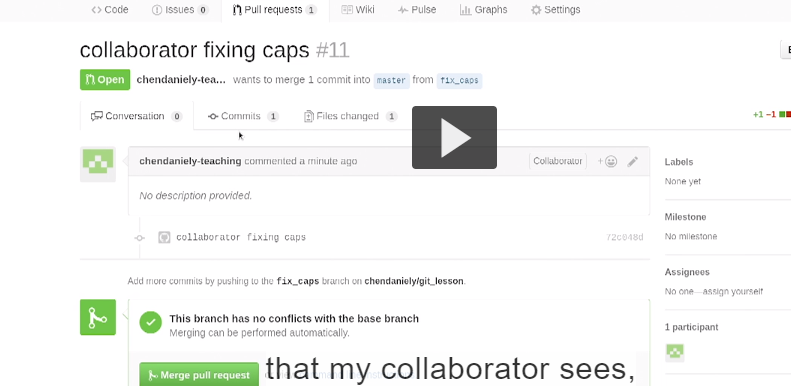 Code Issues 0 Pull requests 1 Wiki Pulse Graphs Settings
collaborator fixing caps #11
Open chendaniely-tea... wants to merge 1 commit into master from fix_caps
Conversation 0 Commits 1 Files changed 1 +1 −1
chendaniely-teaching commented a minute ago Collaborator +
No description provided.
collaborator fixing caps 72c048d
Add more commits by pushing to the fix_caps branch on chendaniely/git_lesson.
This branch has no conflicts with the base branch
Merging can be performed automatically.
Merge pull request
that my collaborator sees,
Labels
None yet
Milestone
No milestone
Assignees
No one—assign yourself
1 participant